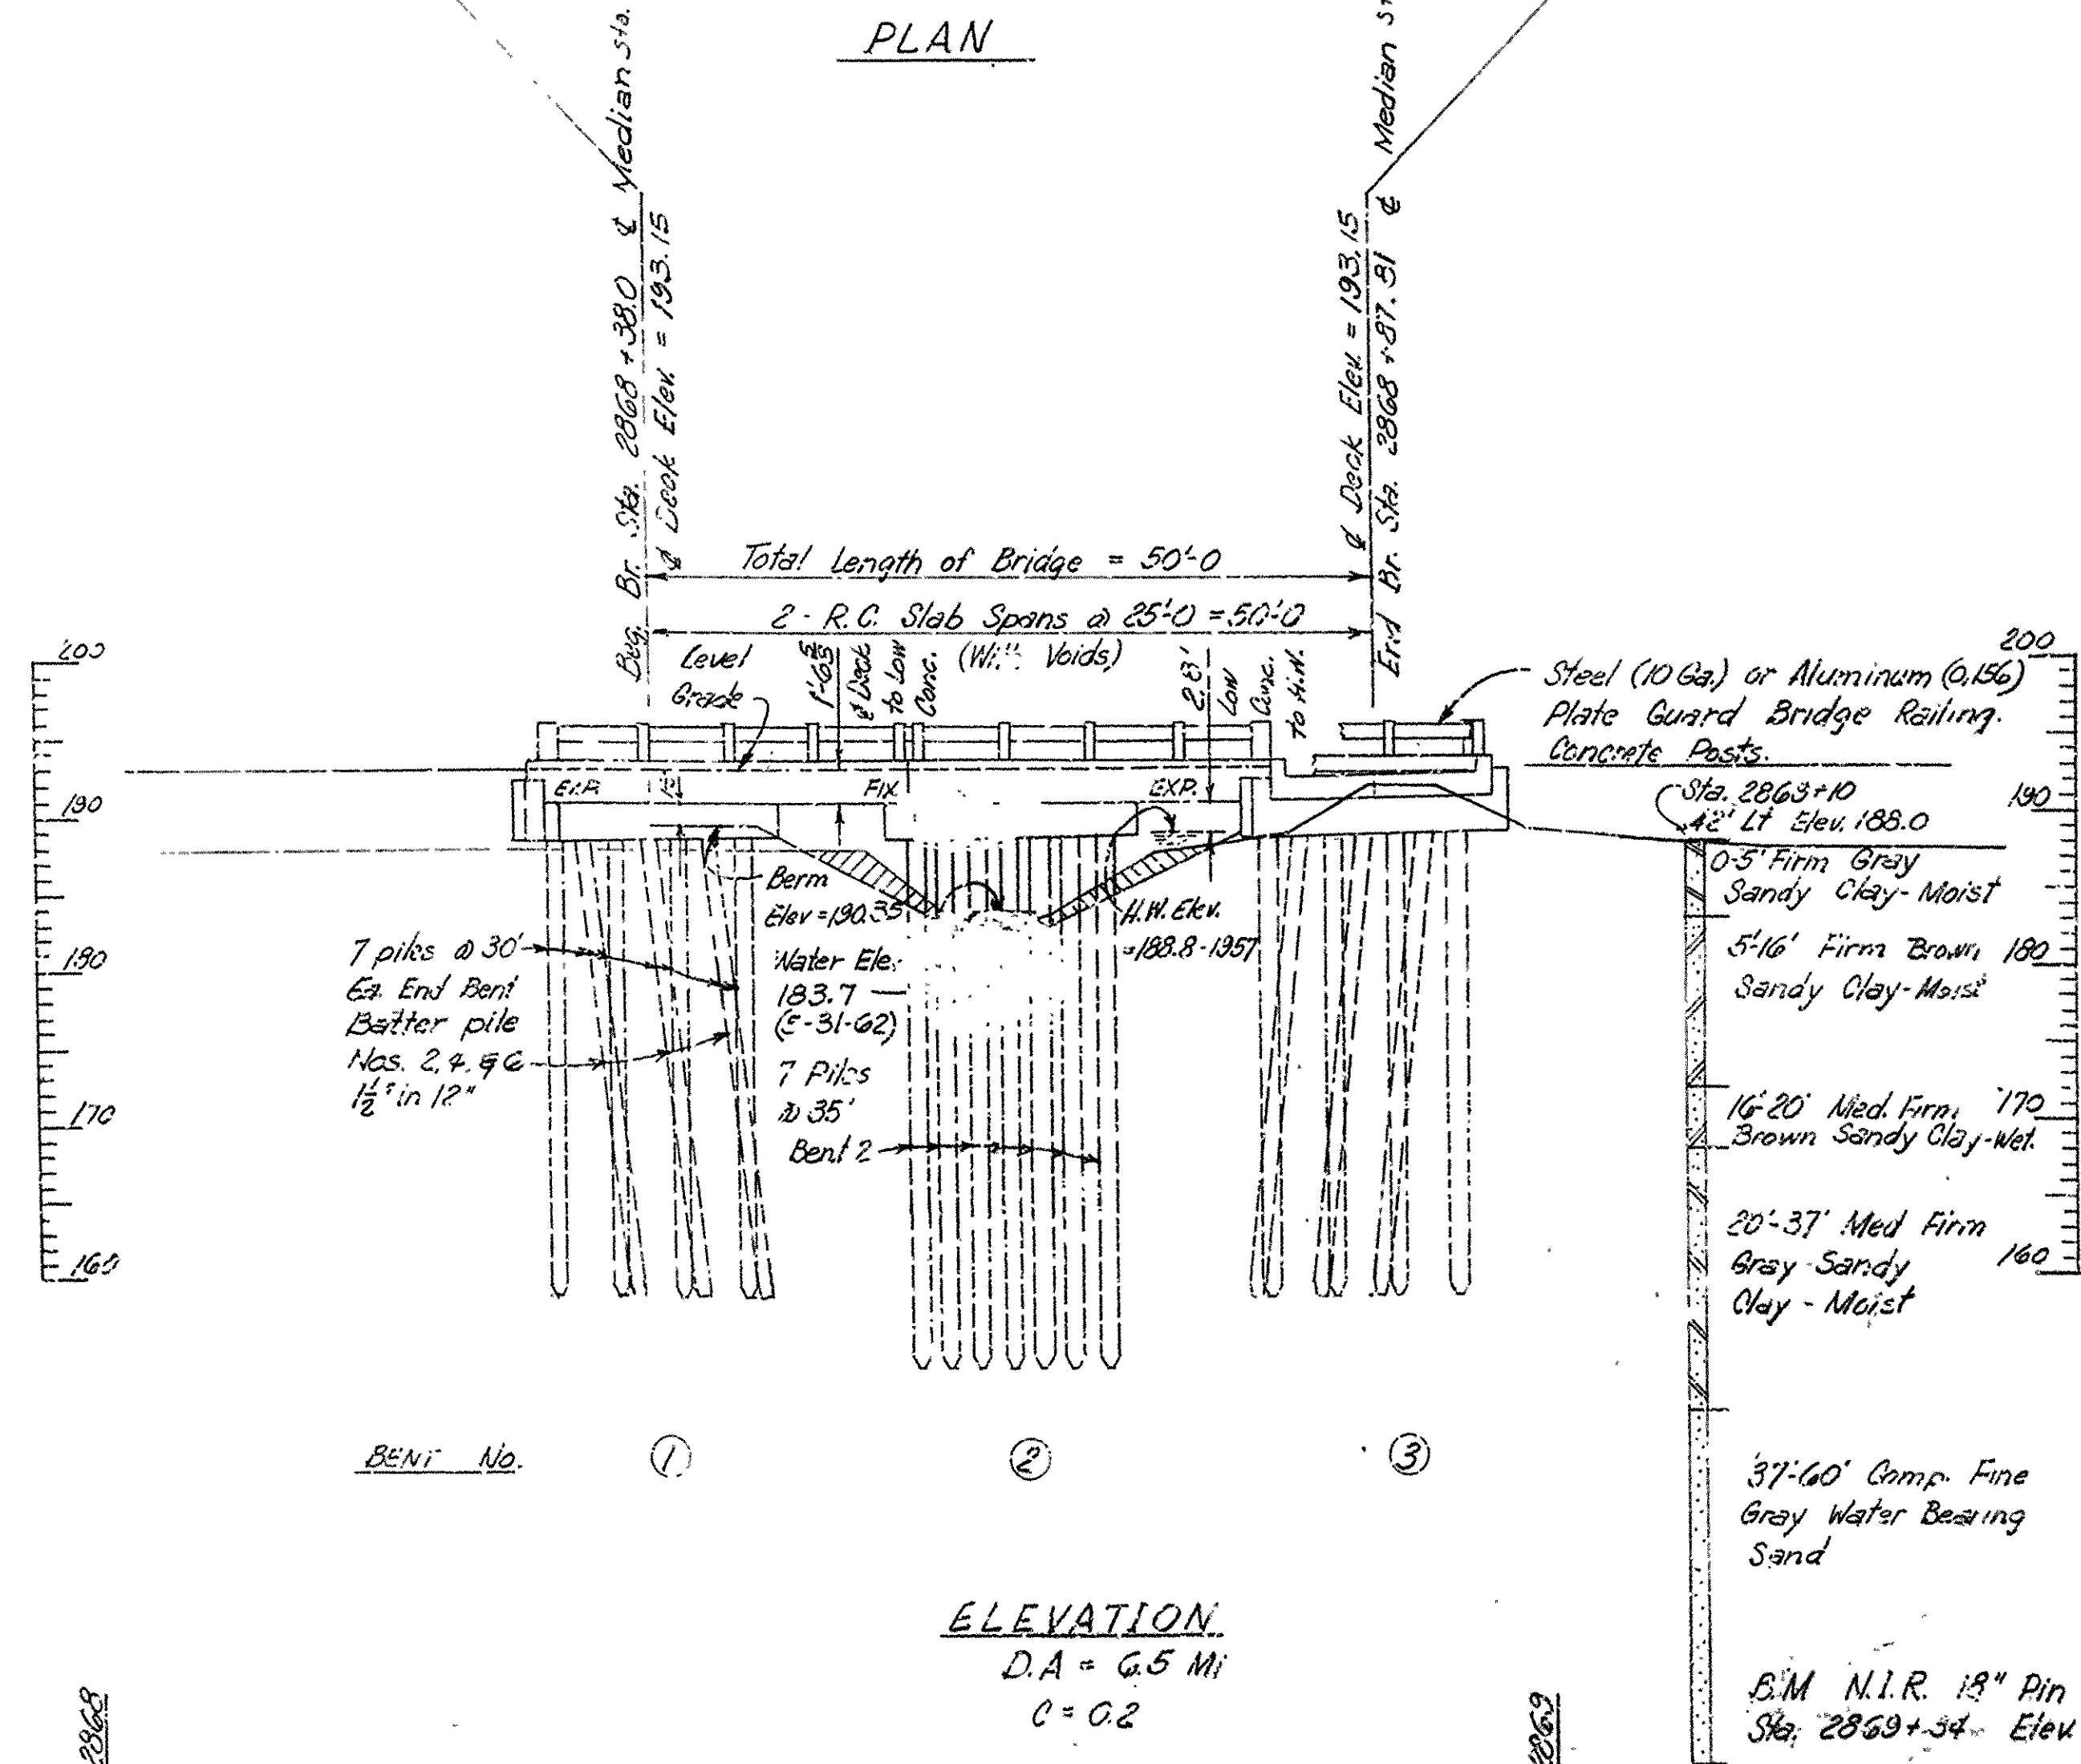 PLAN
₵ Median Sta.
Beg. Br. Sta. 2868 + 38.0
₵ Deck Elev. = 193.15
₵ Median
₵ Deck Elev. = 193.15
End Br. Sta. 2868 + 87.81
Total Length of Bridge = 50'-0
2 - R.C. Slab Spans @ 25'-0 = 50'-0
(With Voids)
Level
Grade
₵ Deck
to Low
Conc.
2.83'
Low
Conc.
to H.W.
Steel (10 Ga.) or Aluminum (0.156)
Plate Guard Bridge Railing.
Concrete Posts.
200
190
180
170
160
200
190
180
170
160
EXP.
FIX.
EXP.
Sta. 2868+10
42' Lt Elev. 188.0
0-5' Firm Gray
Sandy Clay-Moist
5'-16' Firm Brown
Sandy Clay-Moist
16'-20' Med. Firm
Brown Sandy Clay-Wet.
20'-37' Med Firm
Gray Sandy
Clay - Moist
37'-60' Comp. Fine
Gray Water Bearing
Sand
Berm
Elev = 190.35
H.W. Elev.
=188.8-1957
Water Elev
183.7
(5-31-62)
7 piles @ 30'
Ea. End Bent
Batter pile
Nos. 2, 4, & 6
1½" in 12"
7 Piles
@ 35'
Bent 2
BENT No.
1
2
3
ELEVATION
D.A = 6.5 Mi
C = 0.2
2868
2869
B.M N.I.R. 18" Pin
Sta. 2869+34 Elev